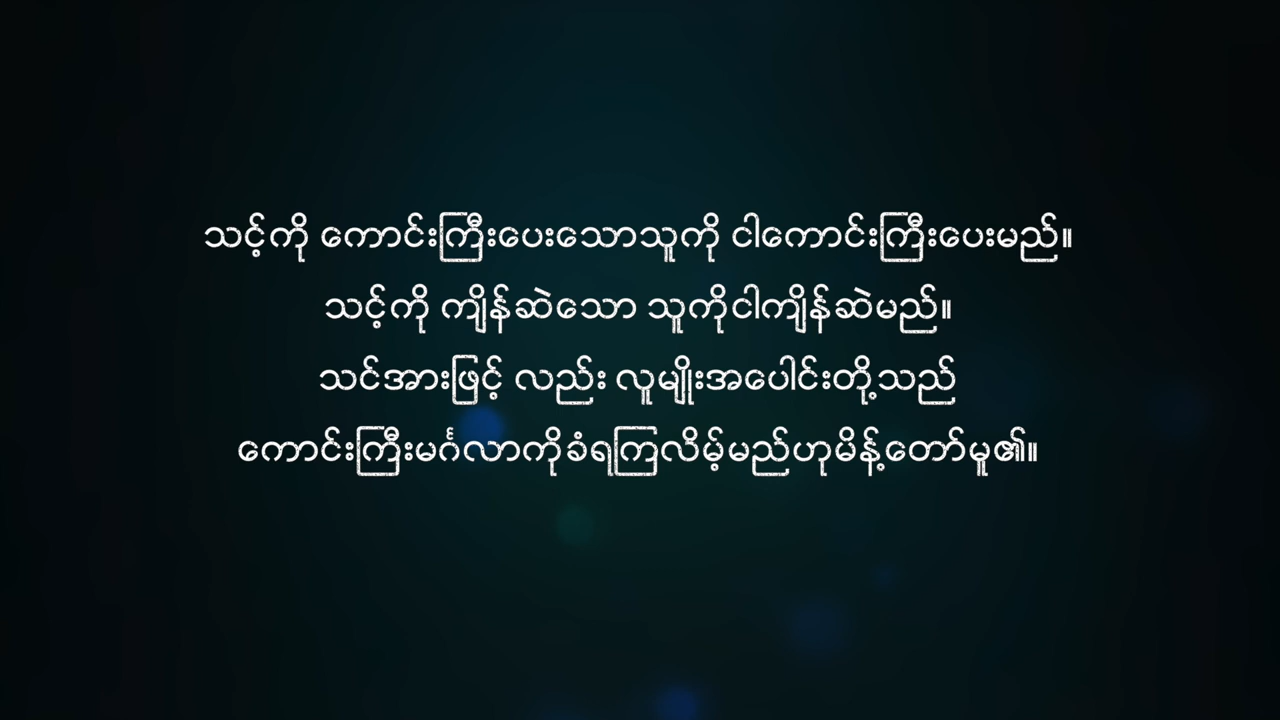 သင့်ကို ကောင်းကြီးပေးသောသူကို ငါကောင်းကြီးပေးမည်။
သင့်ကို ကျိန်ဆဲသော သူကိုငါကျိန်ဆဲမည်။
သင်အားဖြင့် လည်း လူမျိုးအပေါင်းတို့သည်
ကောင်းကြီးမင်္ဂလာကိုခံရကြလိမ့်မည်ဟုမိန့်တော်မူ၏။